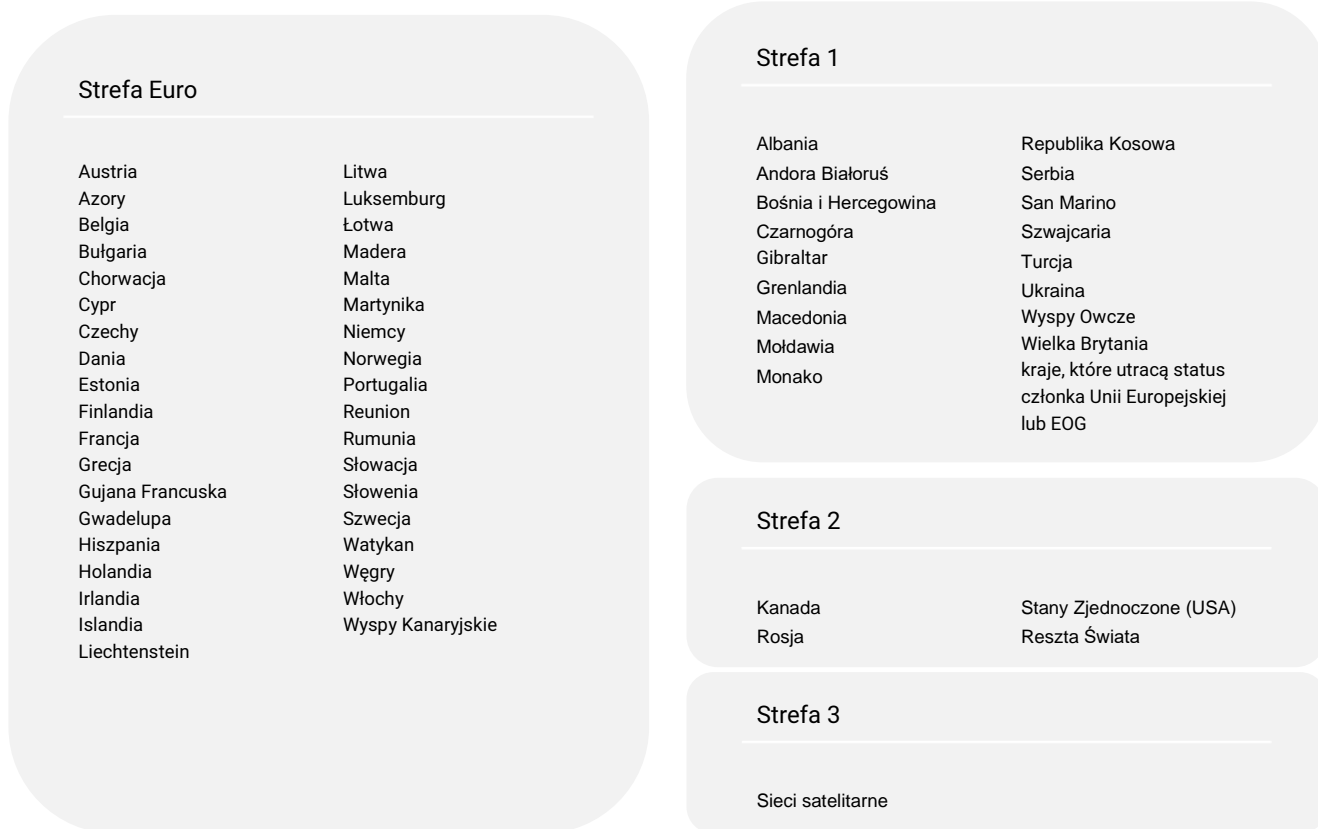 Strefa Euro
Austria
Azory
Belgia
Bułgaria
Chorwacja
Cypr
Czechy
Dania
Estonia
Finlandia
Francja
Grecja
Gujana Francuska
Gwadelupa
Hiszpania
Holandia
Irlandia
Islandia
Liechtenstein
Litwa
Luksemburg
Łotwa
Madera
Malta
Martynika
Niemcy
Norwegia
Portugalia
Reunion
Rumunia
Słowacja
Słowenia
Szwecja
Watykan
Węgry
Włochy
Wyspy Kanaryjskie
Strefa 1
Albania
Andora Białoruś
Bośnia i Hercegowina
Czarnogóra
Gibraltar
Grenlandia
Macedonia
Mołdawia
Monako
Republika Kosowa
Serbia
San Marino
Szwajcaria
Turcja
Ukraina
Wyspy Owcze
Wielka Brytania
kraje, które utracą status
członka Unii Europejskiej
lub EOG
Strefa 2
Kanada
Rosja
Stany Zjednoczone (USA)
Reszta Świata
Strefa 3
Sieci satelitarne